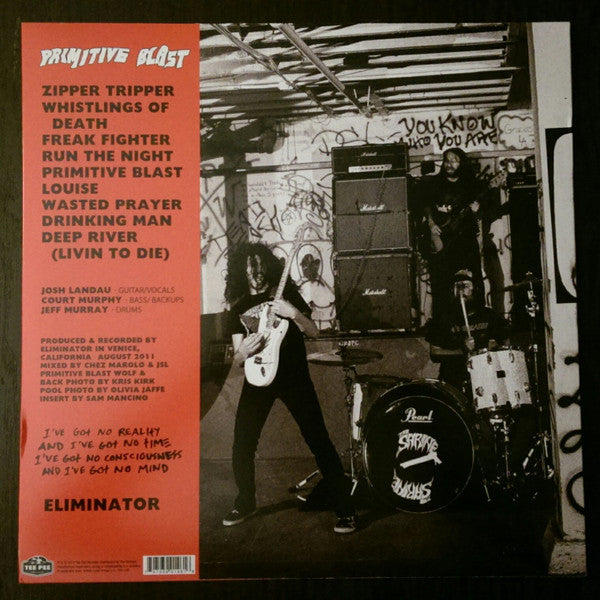 PRIMITIVE BLAST
ZIPPER TRIPPER
WHISTLINGS OF
DEATH
FREAK FIGHTER
RUN THE NIGHT
PRIMITIVE BLAST
LOUISE
WASTED PRAYER
DRINKING MAN
DEEP RIVER
(LIVIN TO DIE)
JOSH LANDAU - GUITAR/VOCALS
COURT MURPHY - BASS/ BACKUPS
JEFF MURRAY - DRUMS
PRODUCED & RECORDED BY
ELIMINATOR IN VENICE,
CALIFORNIA AUGUST 2011
MIXED BY CHEZ MAROLO & JSL
PRIMITIVE BLAST WOLF &
BACK PHOTO BY KRIS KIRK
POOL PHOTO BY OLIVIA JAFFE
INSERT BY SAM MANCINO
I'VE GOT NO REALITY
AND I'VE GOT NO TIME
I'VE GOT NO CONSCIOUSNESS
AND I'VE GOT NO MIND
ELIMINATOR
TEE PEE
YOU KNOW
WHO YOU ARE
Marshall
Marshall
Marshall
Pearl
SHRINE
SHRINE